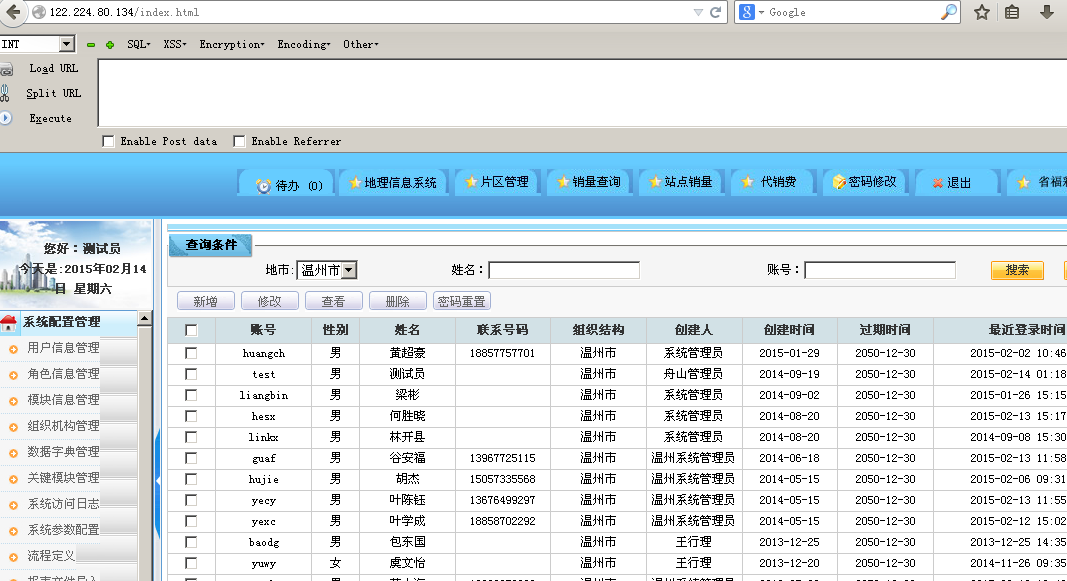 122.224.80.134/index.html
Google
INT
SQL XSS Encryption Encoding Other
Load URL
Split URL
Execute
Enable Post data Enable Referrer
待办 (0) 地理信息系统 片区管理 销量查询 站点销量 代销费 密码修改 退出 省福彩
您好：测试员
今天是:2015年02月14
日 星期六
系统配置管理
用户信息管理
角色信息管理
模块信息管理
组织机构管理
数据字典管理
关键模块管理
系统访问日志
系统参数配置
流程定义
查询条件
地市: 温州市 姓名： 账号： 搜索
新增 修改 查看 删除 密码重置
账号 性别 姓名 联系号码 组织结构 创建人 创建时间 过期时间 最近登录时间
huangch 男 黄超豪 18857757701 温州市 系统管理员 2015-01-29 2050-12-30 2015-02-02 10:46
test 男 测试员 温州市 舟山管理员 2014-09-19 2050-12-30 2015-02-14 01:18
liangbin 男 梁彬 温州市 系统管理员 2014-09-02 2050-12-30 2015-01-26 15:15
hesx 男 何胜晓 温州市 系统管理员 2014-08-20 2050-12-30 2015-02-13 15:17
linkx 男 林开县 温州市 系统管理员 2014-08-20 2050-12-30 2014-09-08 15:30
guaf 男 谷安福 13967725115 温州市 温州系统管理员 2014-06-18 2050-12-30 2015-02-13 11:58
hujie 男 胡杰 15057335568 温州市 温州系统管理员 2014-05-15 2050-12-30 2015-02-06 09:31
yecy 男 叶陈钰 13676499297 温州市 温州系统管理员 2014-05-15 2050-12-30 2015-02-13 11:55
yexc 男 叶学成 18858702292 温州市 温州系统管理员 2014-05-15 2050-12-30 2015-02-12 15:02
baodg 男 包东国 温州市 王行理 2013-12-25 2050-12-30 2015-02-25 14:35
yuwy 女 虞文怡 温州市 王行理 2013-12-20 2050-12-30 2014-11-26 09:35